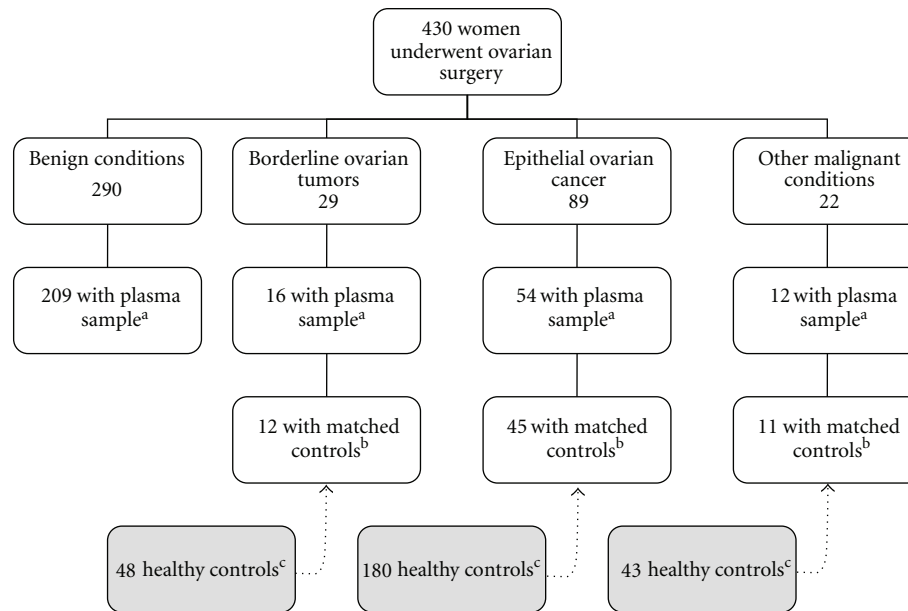 430 women
underwent ovarian
surgery
Benign conditions
290
Borderline ovarian
tumors
29
Epithelial ovarian
cancer
89
Other malignant
conditions
22
209 with plasma
sampleᵃ
16 with plasma
sampleᵃ
54 with plasma
sampleᵃ
12 with plasma
sampleᵃ
12 with matched
controlsᵇ
45 with matched
controlsᵇ
11 with matched
controlsᵇ
48 healthy controlsᶜ
180 healthy controlsᶜ
43 healthy controlsᶜ